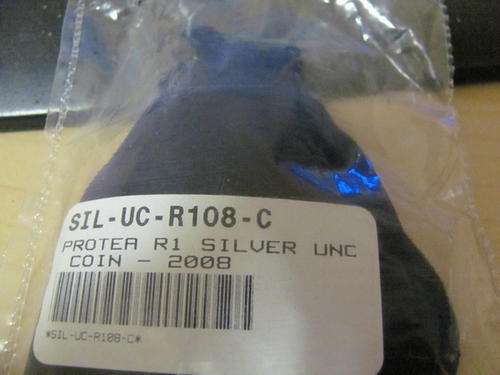 SIL-UC-R108-C
PROTEA R1 SILVER UNC
COIN - 2008
*SIL-UC-R108-C*